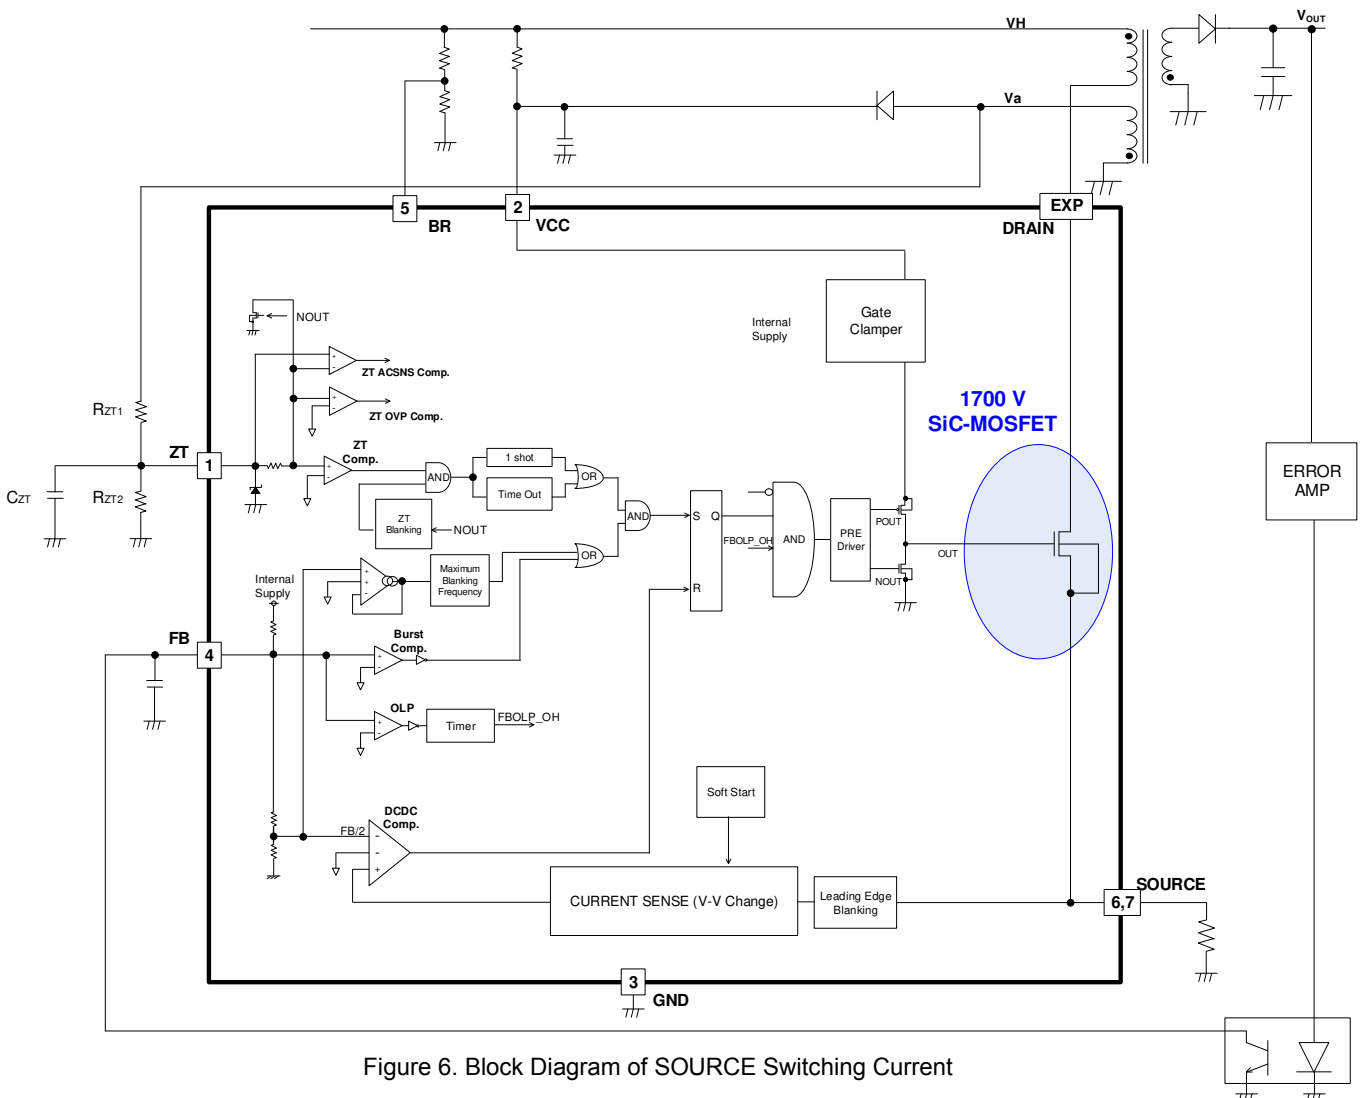 VH
VOUT
Va
5
BR
2
VCC
EXP
DRAIN
NOUT
Internal
Supply
Gate
Clamper
ZT ACSNS Comp.
1700 V
SiC-MOSFET
RZT1
ZT OVP Comp.
ZT
1
ZT
Comp.
AND
1 shot
Time Out
OR
ERROR
AMP
CZT
RZT2
ZT
Blanking
NOUT
AND
S
Q
R
FBOLP_OH
AND
PRE
Driver
POUT
NOUT
OUT
OR
Internal
Supply
Maximum
Blanking
Frequency
FB
4
Burst
Comp.
OLP
Timer
FBOLP_OH
Soft Start
DCDC
Comp.
FB/2
CURRENT SENSE (V-V Change)
Leading Edge
Blanking
SOURCE
6,7
3
GND
Figure 6. Block Diagram of SOURCE Switching Current